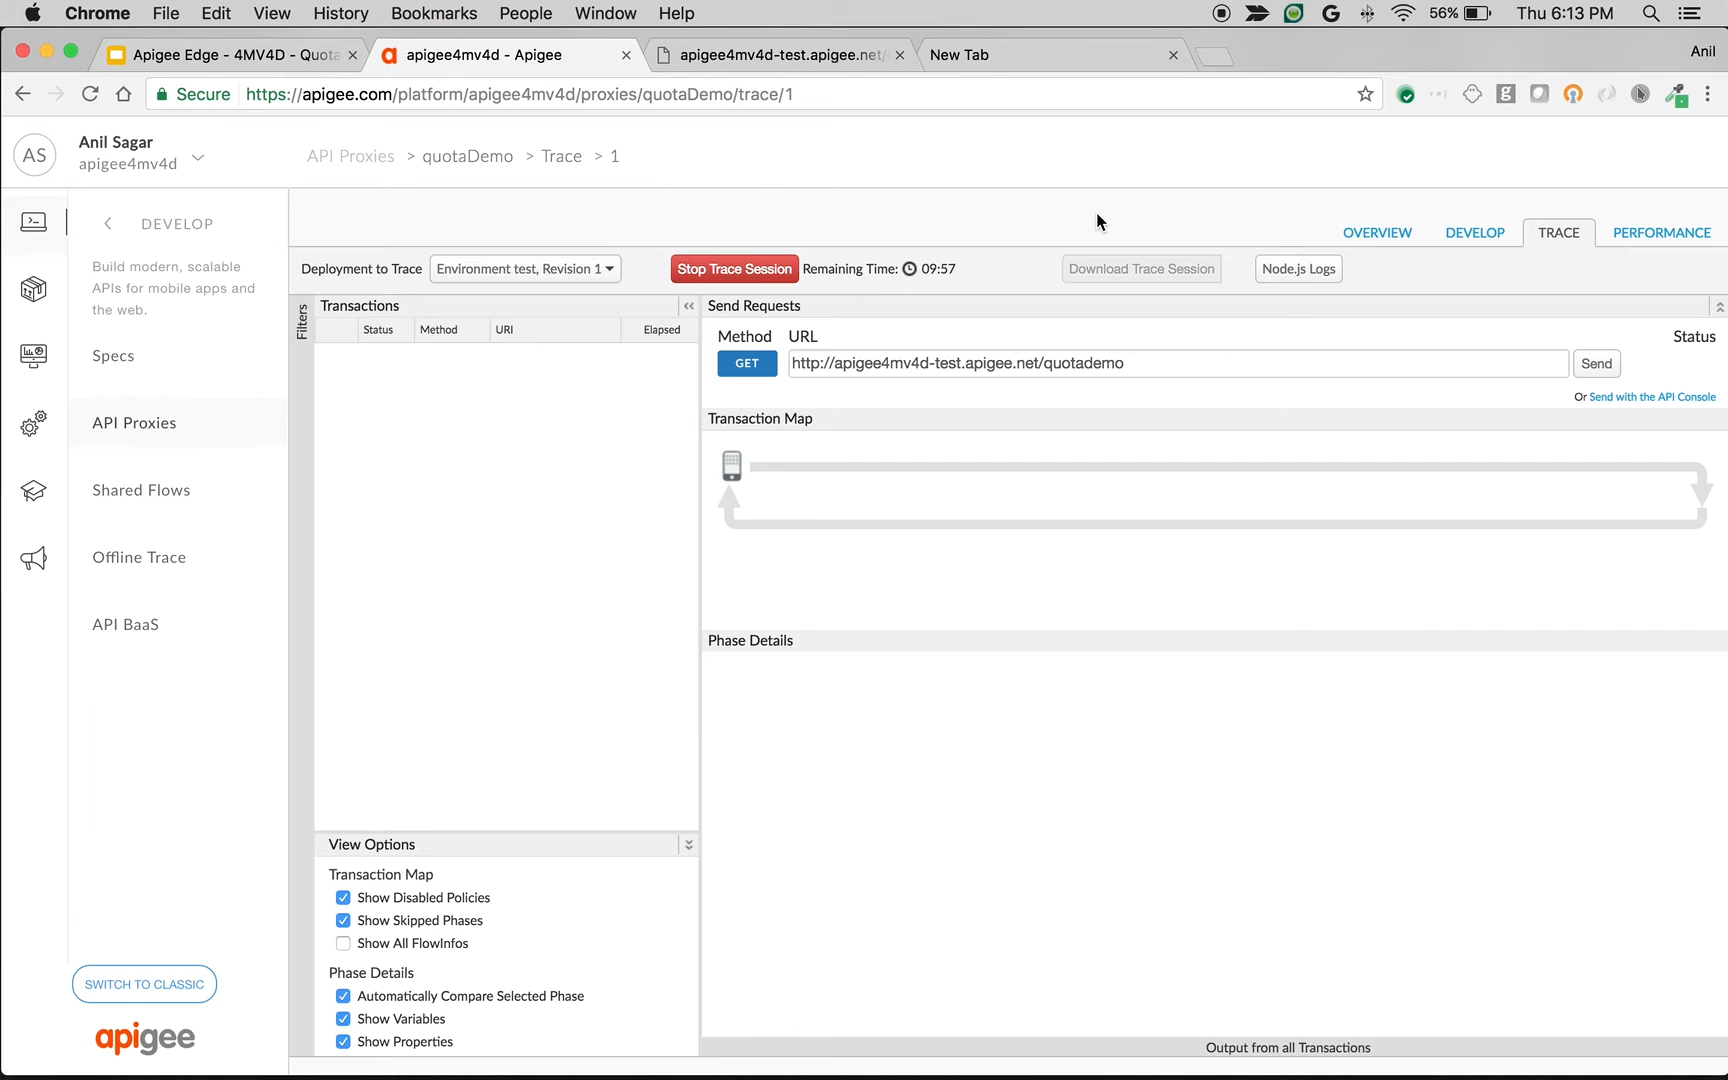 Chrome File Edit View History Bookmarks People Window Help G 56% Thu 6:13 PM
Apigee Edge - 4MV4D - Quota apigee4mv4d - Apigee apigee4mv4d-test.apigee.net/ New Tab Anil
Secure https://apigee.com/platform/apigee4mv4d/proxies/quotaDemo/trace/1 g
AS Anil Sagar
apigee4mv4d
API Proxies > quotaDemo > Trace > 1
DEVELOP
Build modern, scalable
APIs for mobile apps and
the web.
Specs
API Proxies
Shared Flows
Offline Trace
API BaaS
SWITCH TO CLASSIC
apigee
OVERVIEW DEVELOP TRACE PERFORMANCE
Deployment to Trace Environment test, Revision 1 Stop Trace Session Remaining Time: 09:57 Download Trace Session Node.js Logs
Filters
Transactions
Status Method URI Elapsed
View Options
Transaction Map
Show Disabled Policies
Show Skipped Phases
Show All FlowInfos
Phase Details
Automatically Compare Selected Phase
Show Variables
Show Properties
Send Requests
Method URL Status
GET http://apigee4mv4d-test.apigee.net/quotademo Send
Or Send with the API Console
Transaction Map
Phase Details
Output from all Transactions